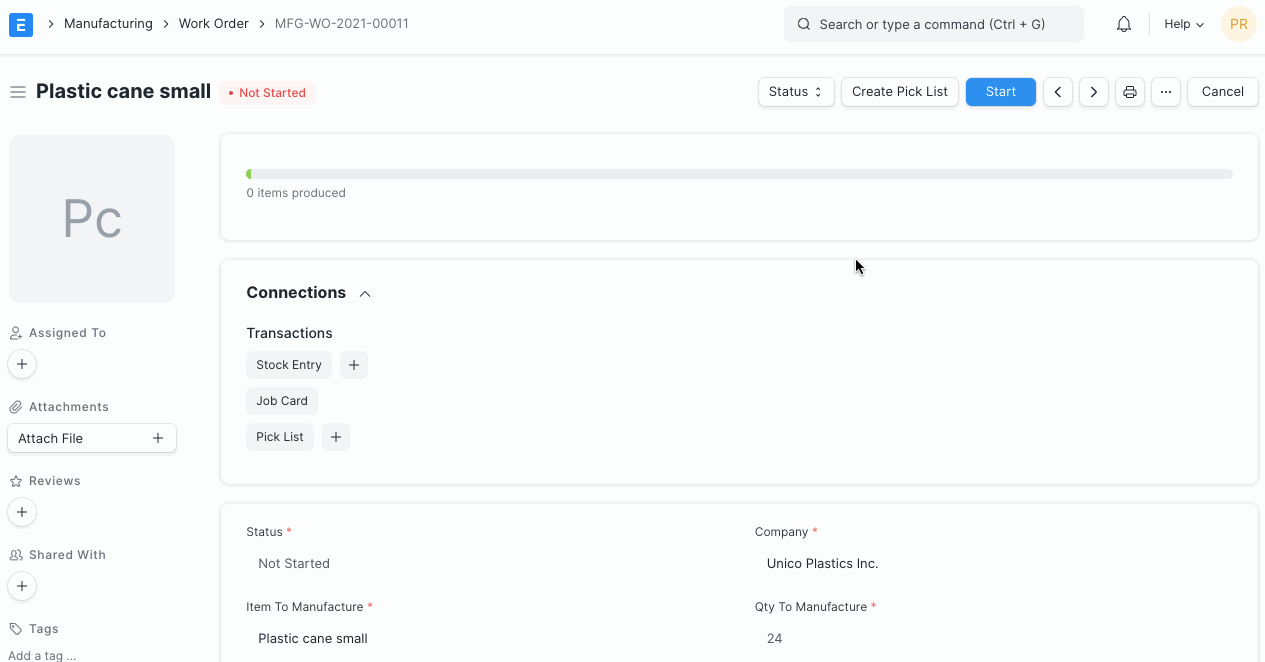 E Manufacturing Work Order MFG-WO-2021-00011 Search or type a command (Ctrl + G) Help PR
Plastic cane small • Not Started Status Create Pick List Start ... Cancel
Pc
0 items produced
Connections
Transactions
Stock Entry +
Job Card
Pick List +
Assigned To
+
Attachments
Attach File +
Reviews
+
Shared With
+
Tags
Add a tag ...
Status * Company *
Not Started Unico Plastics Inc.
Item To Manufacture * Qty To Manufacture *
Plastic cane small 24